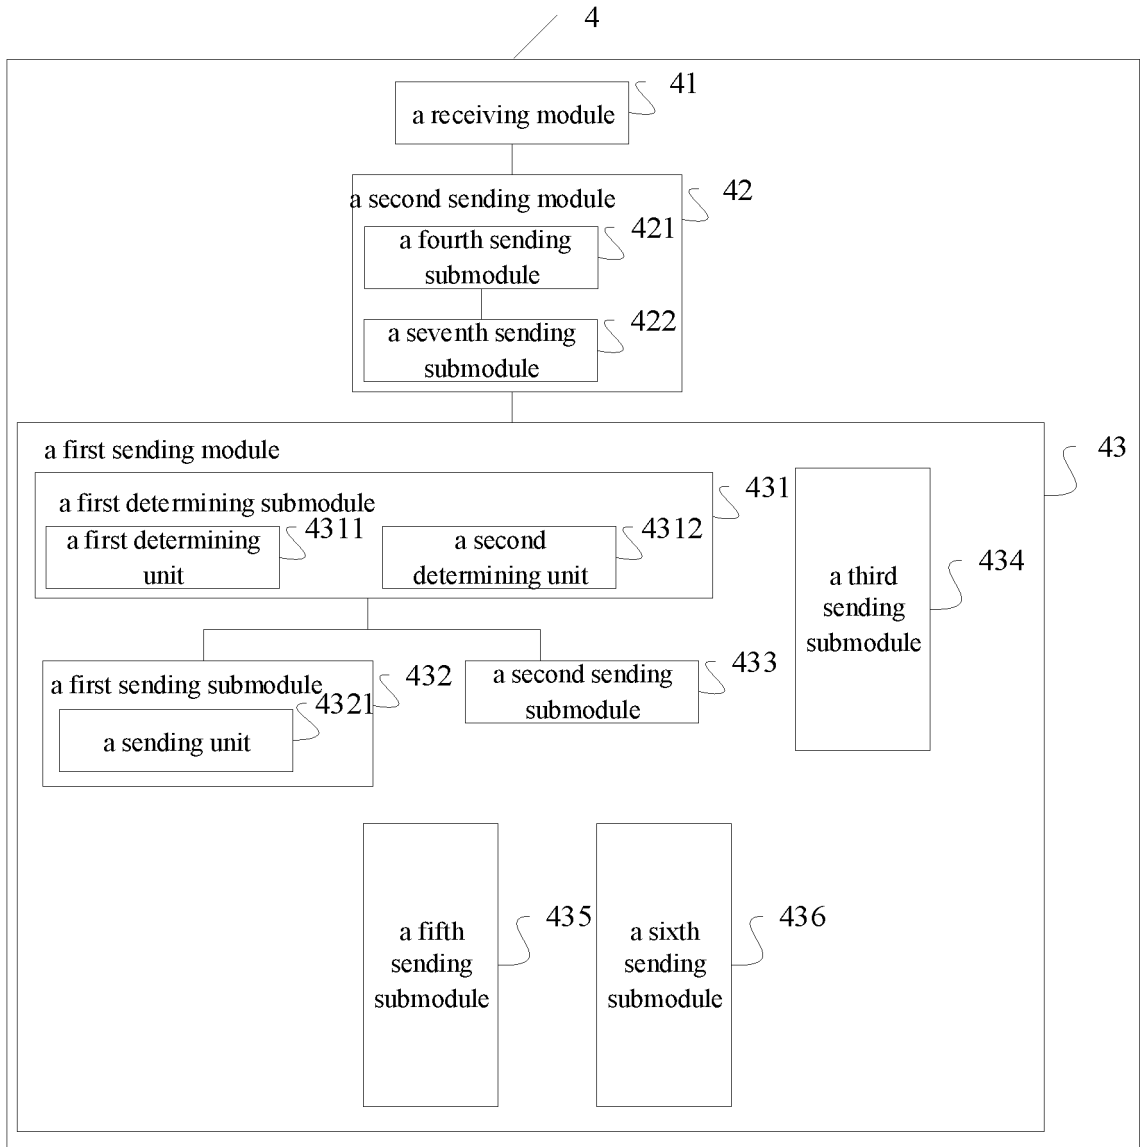 4
41
a receiving module
42
a second sending module
421
a fourth sending
submodule
422
a seventh sending
submodule
43
a first sending module
431
a first determining submodule
4311
a first determining
unit
4312
a second
determining unit
434
a third
sending
submodule
432
a first sending submodule
4321
a sending unit
433
a second sending
submodule
435
a fifth
sending
submodule
436
a sixth
sending
submodule